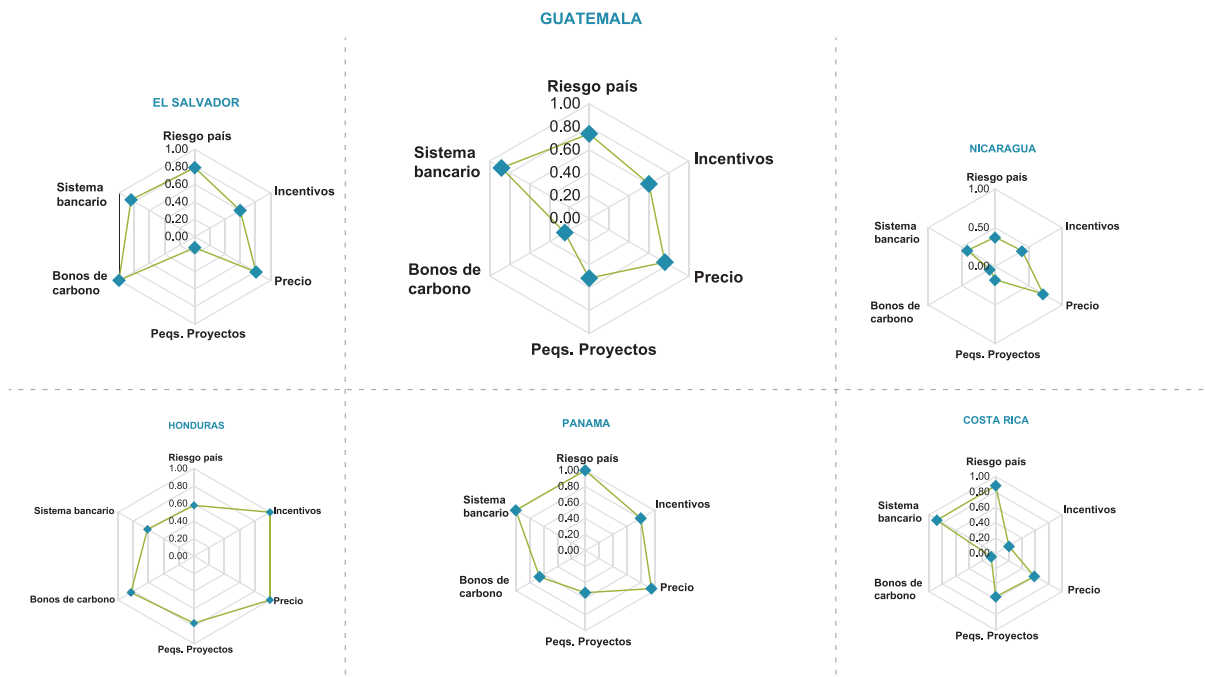 GUATEMALA
Riesgo país
1.00
0.80
0.60
0.40
0.20
0.00
Incentivos
Precio
Peqs. Proyectos
Bonos de
carbono
Sistema
bancario
EL SALVADOR
Riesgo país
1.00
0.80
0.60
0.40
0.20
0.00
Incentivos
Precio
Peqs. Proyectos
Bonos de
carbono
Sistema
bancario
NICARAGUA
Riesgo país
1.00
0.50
0.00
Incentivos
Precio
Peqs. Proyectos
Bonos de
carbono
Sistema
bancario
HONDURAS
Riesgo país
1.00
0.80
0.60
0.40
0.20
0.00
Incentivos
Precio
Peqs. Proyectos
Bonos de carbono
Sistema bancario
PANAMA
Riesgo país
1.00
0.80
0.60
0.40
0.20
0.00
Incentivos
Precio
Peqs. Proyectos
Bonos de
carbono
Sistema
bancario
COSTA RICA
Riesgo país
1.00
0.80
0.60
0.40
0.20
0.00
Incentivos
Precio
Peqs. Proyectos
Bonos de
carbono
Sistema
bancario